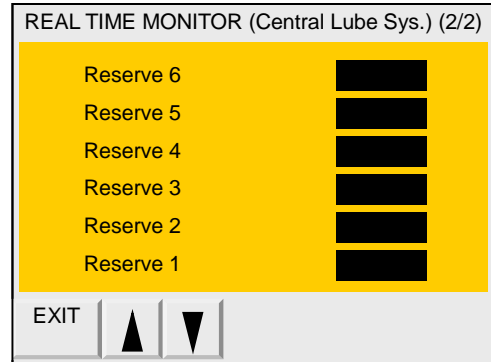 REAL TIME MONITOR (Central Lube Sys.) (2/2)
Reserve 6
Reserve 5
Reserve 4
Reserve 3
Reserve 2
Reserve 1
EXIT